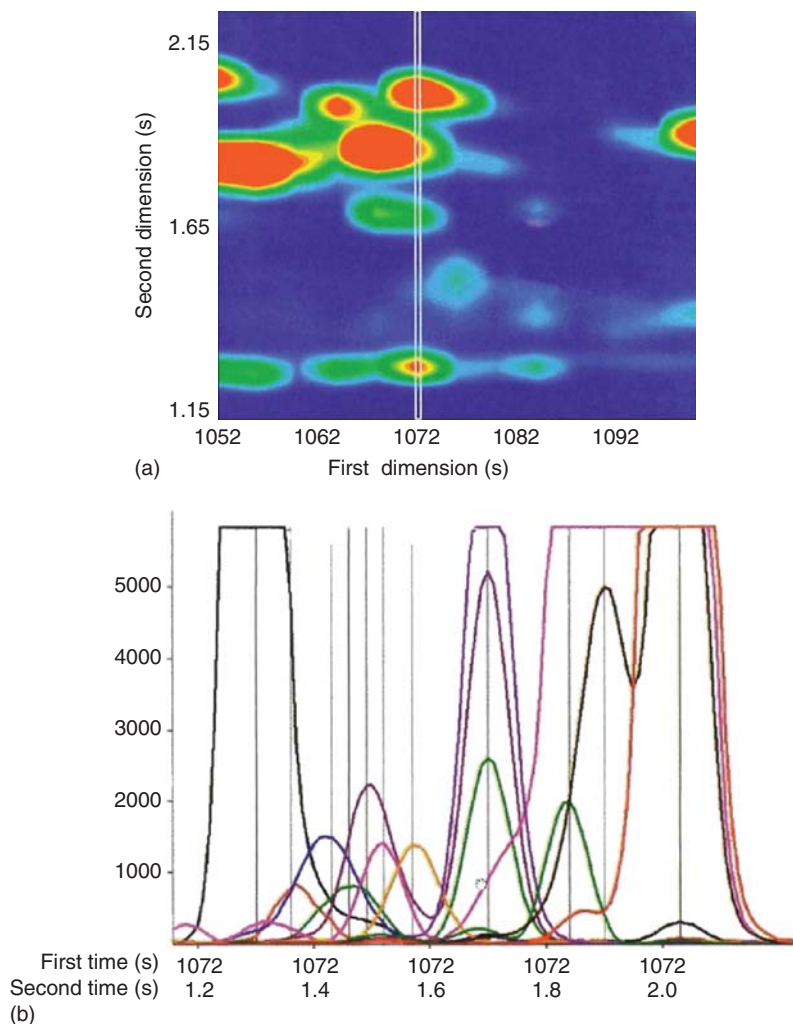 2.15
Second dimension (s)
1.65
1.15
1052 1062 1072 1082 1092
(a) First dimension (s)
5000
4000
3000
2000
1000
First time (s) 1072 1072 1072 1072 1072
Second time (s) 1.2 1.4 1.6 1.8 2.0
(b)